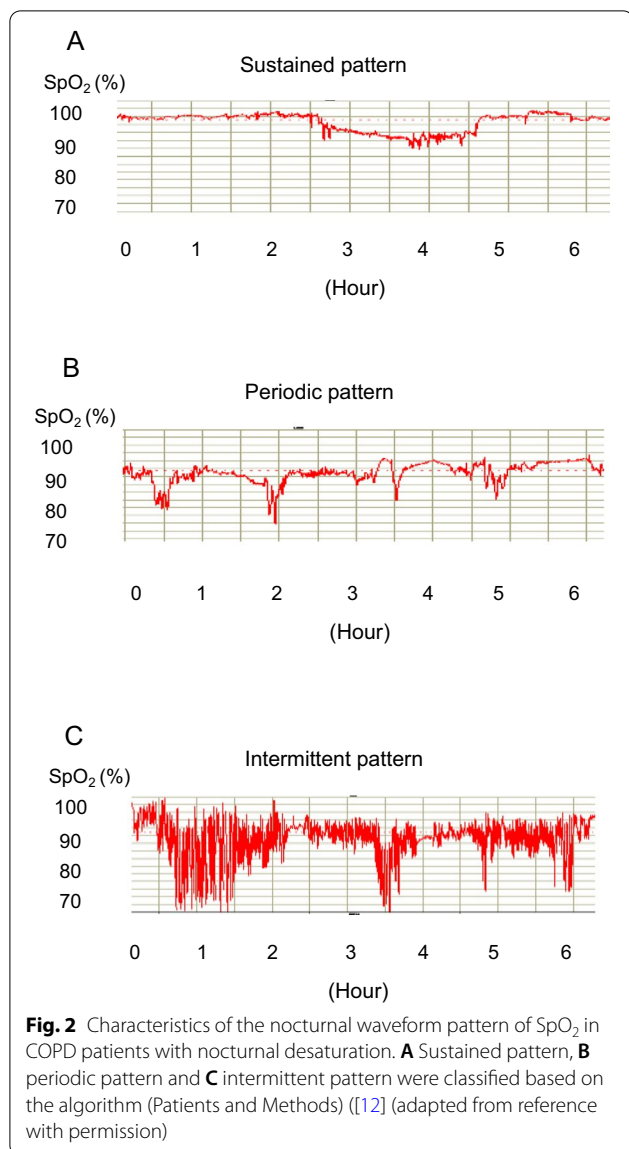 A
Sustained pattern
SpO₂ (%)
100
90
80
70
0 1 2 3 4 5 6
(Hour)
B
Periodic pattern
SpO₂ (%)
100
90
80
70
0 1 2 3 4 5 6
(Hour)
C
Intermittent pattern
SpO₂ (%)
100
90
80
70
0 1 2 3 4 5 6
(Hour)
Fig. 2 Characteristics of the nocturnal waveform pattern of SpO₂ in
COPD patients with nocturnal desaturation. A Sustained pattern, B
periodic pattern and C intermittent pattern were classified based on
the algorithm (Patients and Methods) ([12] (adapted from reference
with permission)